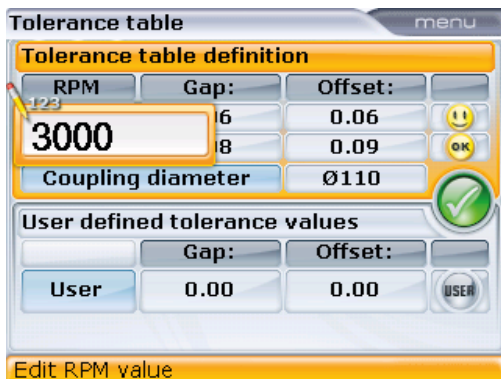 Tolerance table menu
Tolerance table definition
RPM Gap: Offset:
123
3000
6 0.06
8 0.09 OK
Coupling diameter Ø110
User defined tolerance values
Gap: Offset:
User 0.00 0.00 USER
Edit RPM value